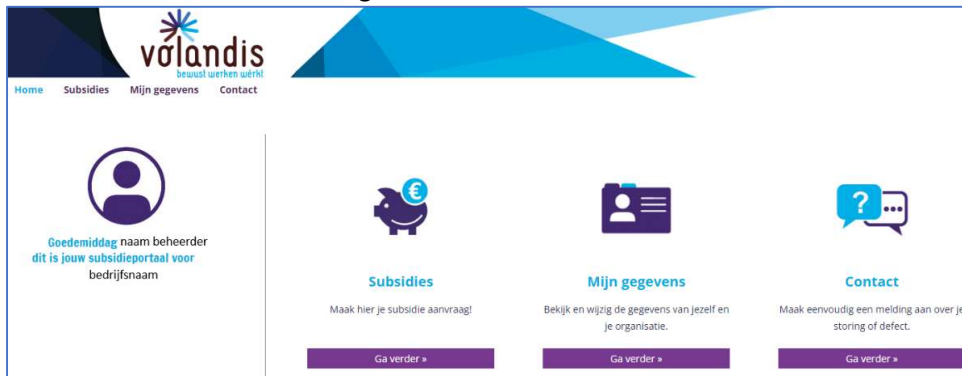 volandis
bewust werken wérkt
Home Subsidies Mijn gegevens Contact
Goedemiddag naam beheerder
dit is jouw subsidieportaal voor
bedrijfsnaam
€
Subsidies
Maak hier je subsidie aanvraag!
Ga verder »
Mijn gegevens
Bekijk en wijzig de gegevens van jezelf en
je organisatie.
Ga verder »
?
Contact
Maak eenvoudig een melding aan over je
storing of defect.
Ga verder »